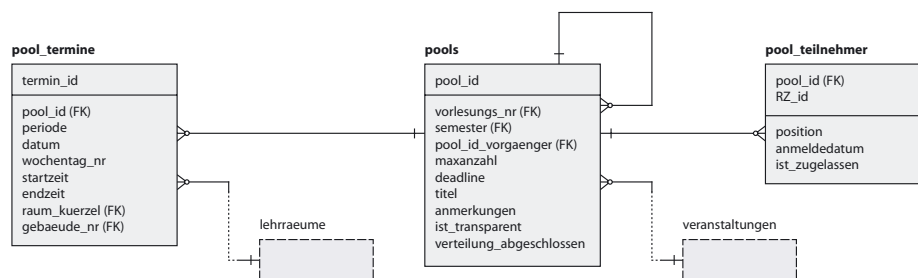 pool_termine
termin_id
pool_id (FK)
periode
datum
wochentag_nr
startzeit
endzeit
raum_kuerzel (FK)
gebaeude_nr (FK)
lehrraeume
pools
pool_id
vorlesungs_nr (FK)
semester (FK)
pool_id_vorgaenger (FK)
maxanzahl
deadline
titel
anmerkungen
ist_transparent
verteilung_abgeschlossen
veranstaltungen
pool_teilnehmer
pool_id (FK)
RZ_id
position
anmeldedatum
ist_zugelassen